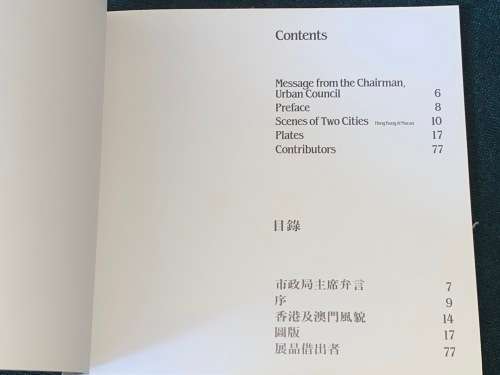 Contents
Message from the Chairman,
Urban Council 6
Preface 8
Scenes of Two Cities Hong Kong & Macau 10
Plates 17
Contributors 77
目錄
市政局主席弁言 7
序 9
香港及澳門風貌 14
圖版 17
展品借出者 77